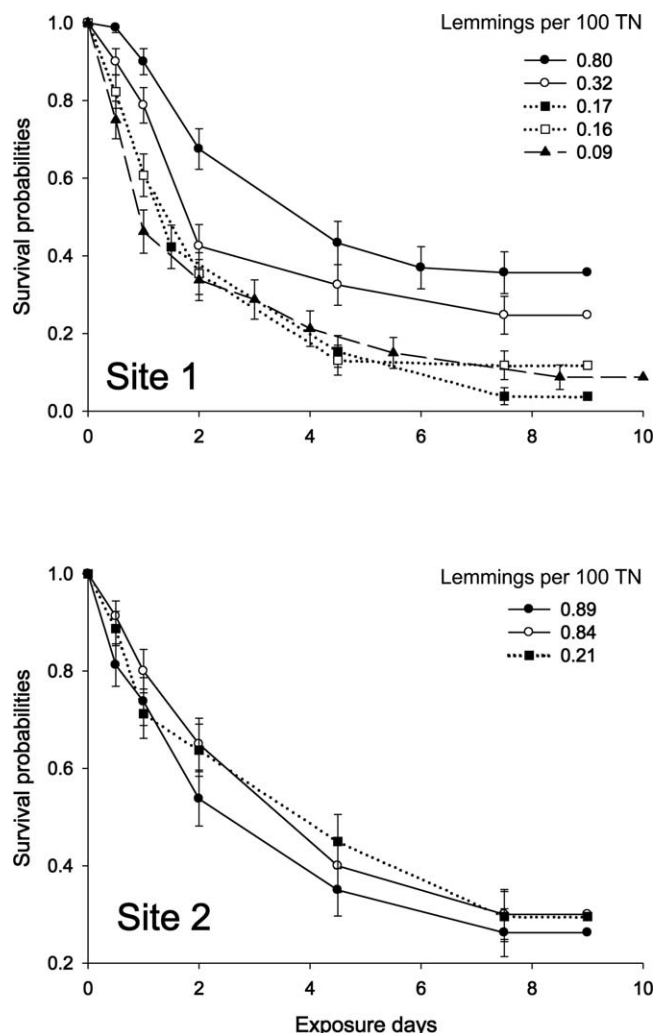 Lemmings per 100 TN
0.80
0.32
0.17
0.16
0.09
1.0
0.8
0.6
0.4
0.2
0.0
Survival probabilities
Site 1
0 2 4 6 8 10
Lemmings per 100 TN
0.89
0.84
0.21
1.0
0.8
0.6
0.4
0.2
Survival probabilities
Site 2
0 2 4 6 8 10
Exposure days